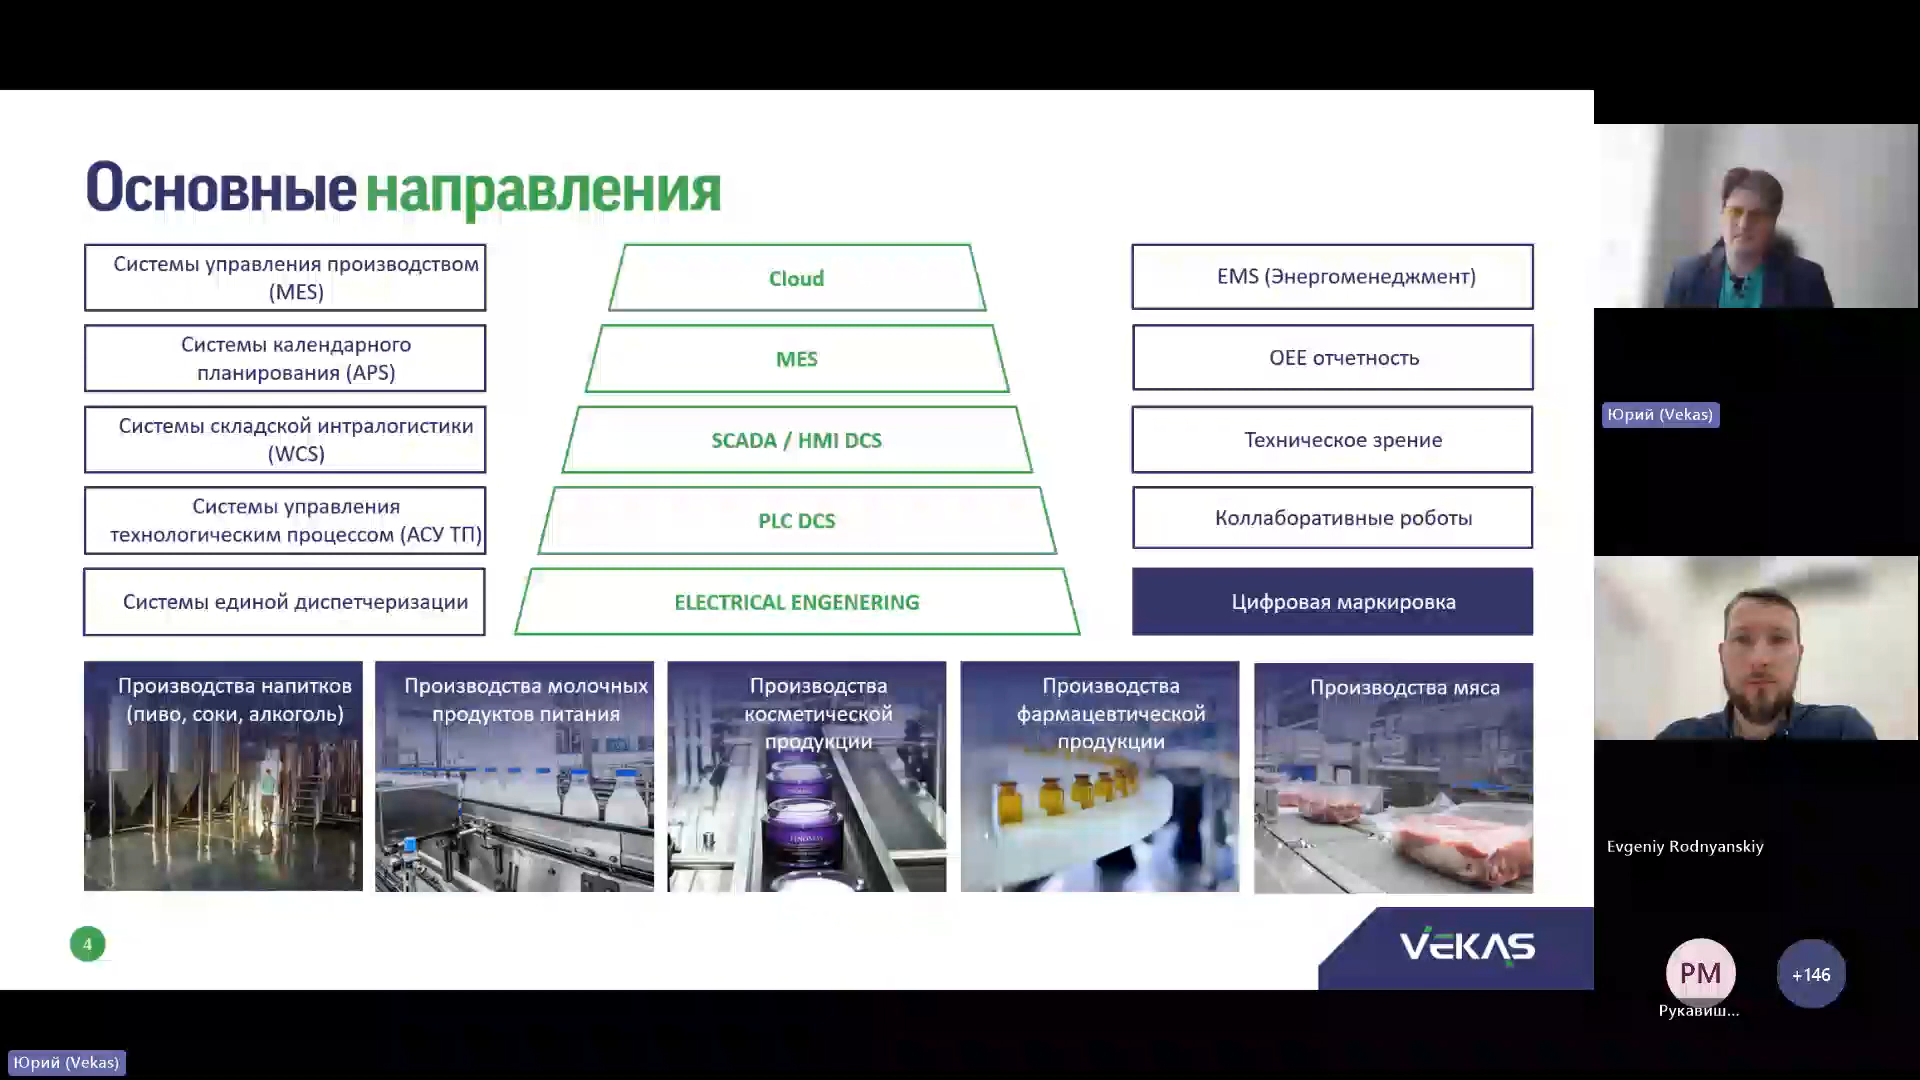 Основные направления
Системы управления производством
(MES)
Системы календарного
планирования (APS)
Системы складской интралогистики
(WCS)
Системы управления
технологическим процессом (АСУ ТП)
Системы единой диспетчеризации
Cloud
MES
SCADA / HMI DCS
PLC DCS
ELECTRICAL ENGENERING
EMS (Энергоменеджмент)
OEE отчетность
Техническое зрение
Коллаборативные роботы
Цифровая маркировка
Производства напитков
(пиво, соки, алкоголь)
Производства молочных
продуктов питания
Производства
косметической
продукции
Производства
фармацевтической
продукции
Производства мяса
4
VEKAS
Юрий (Vekas)
Evgeniy Rodnyanskiy
РМ
Рукавиш...
+146
Юрий (Vekas)